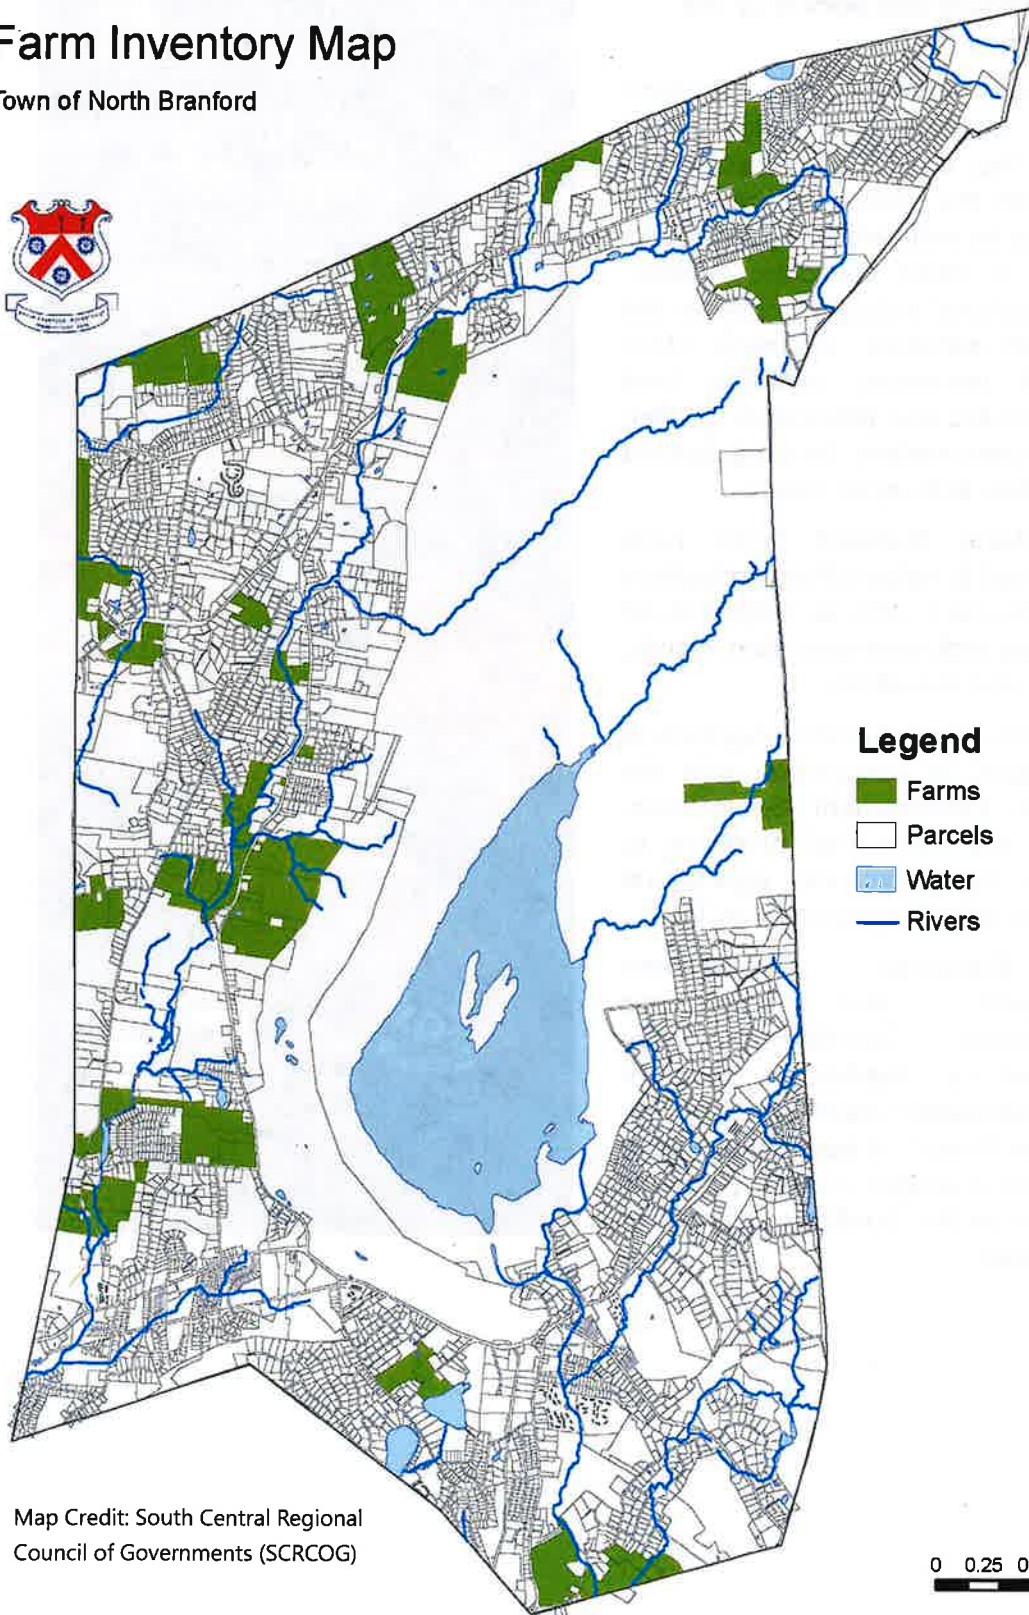 Farm Inventory Map
Town of North Branford
Legend
Farms
Parcels
Water
Rivers
Map Credit: South Central Regional
Council of Governments (SCRCOG)
0 0.25